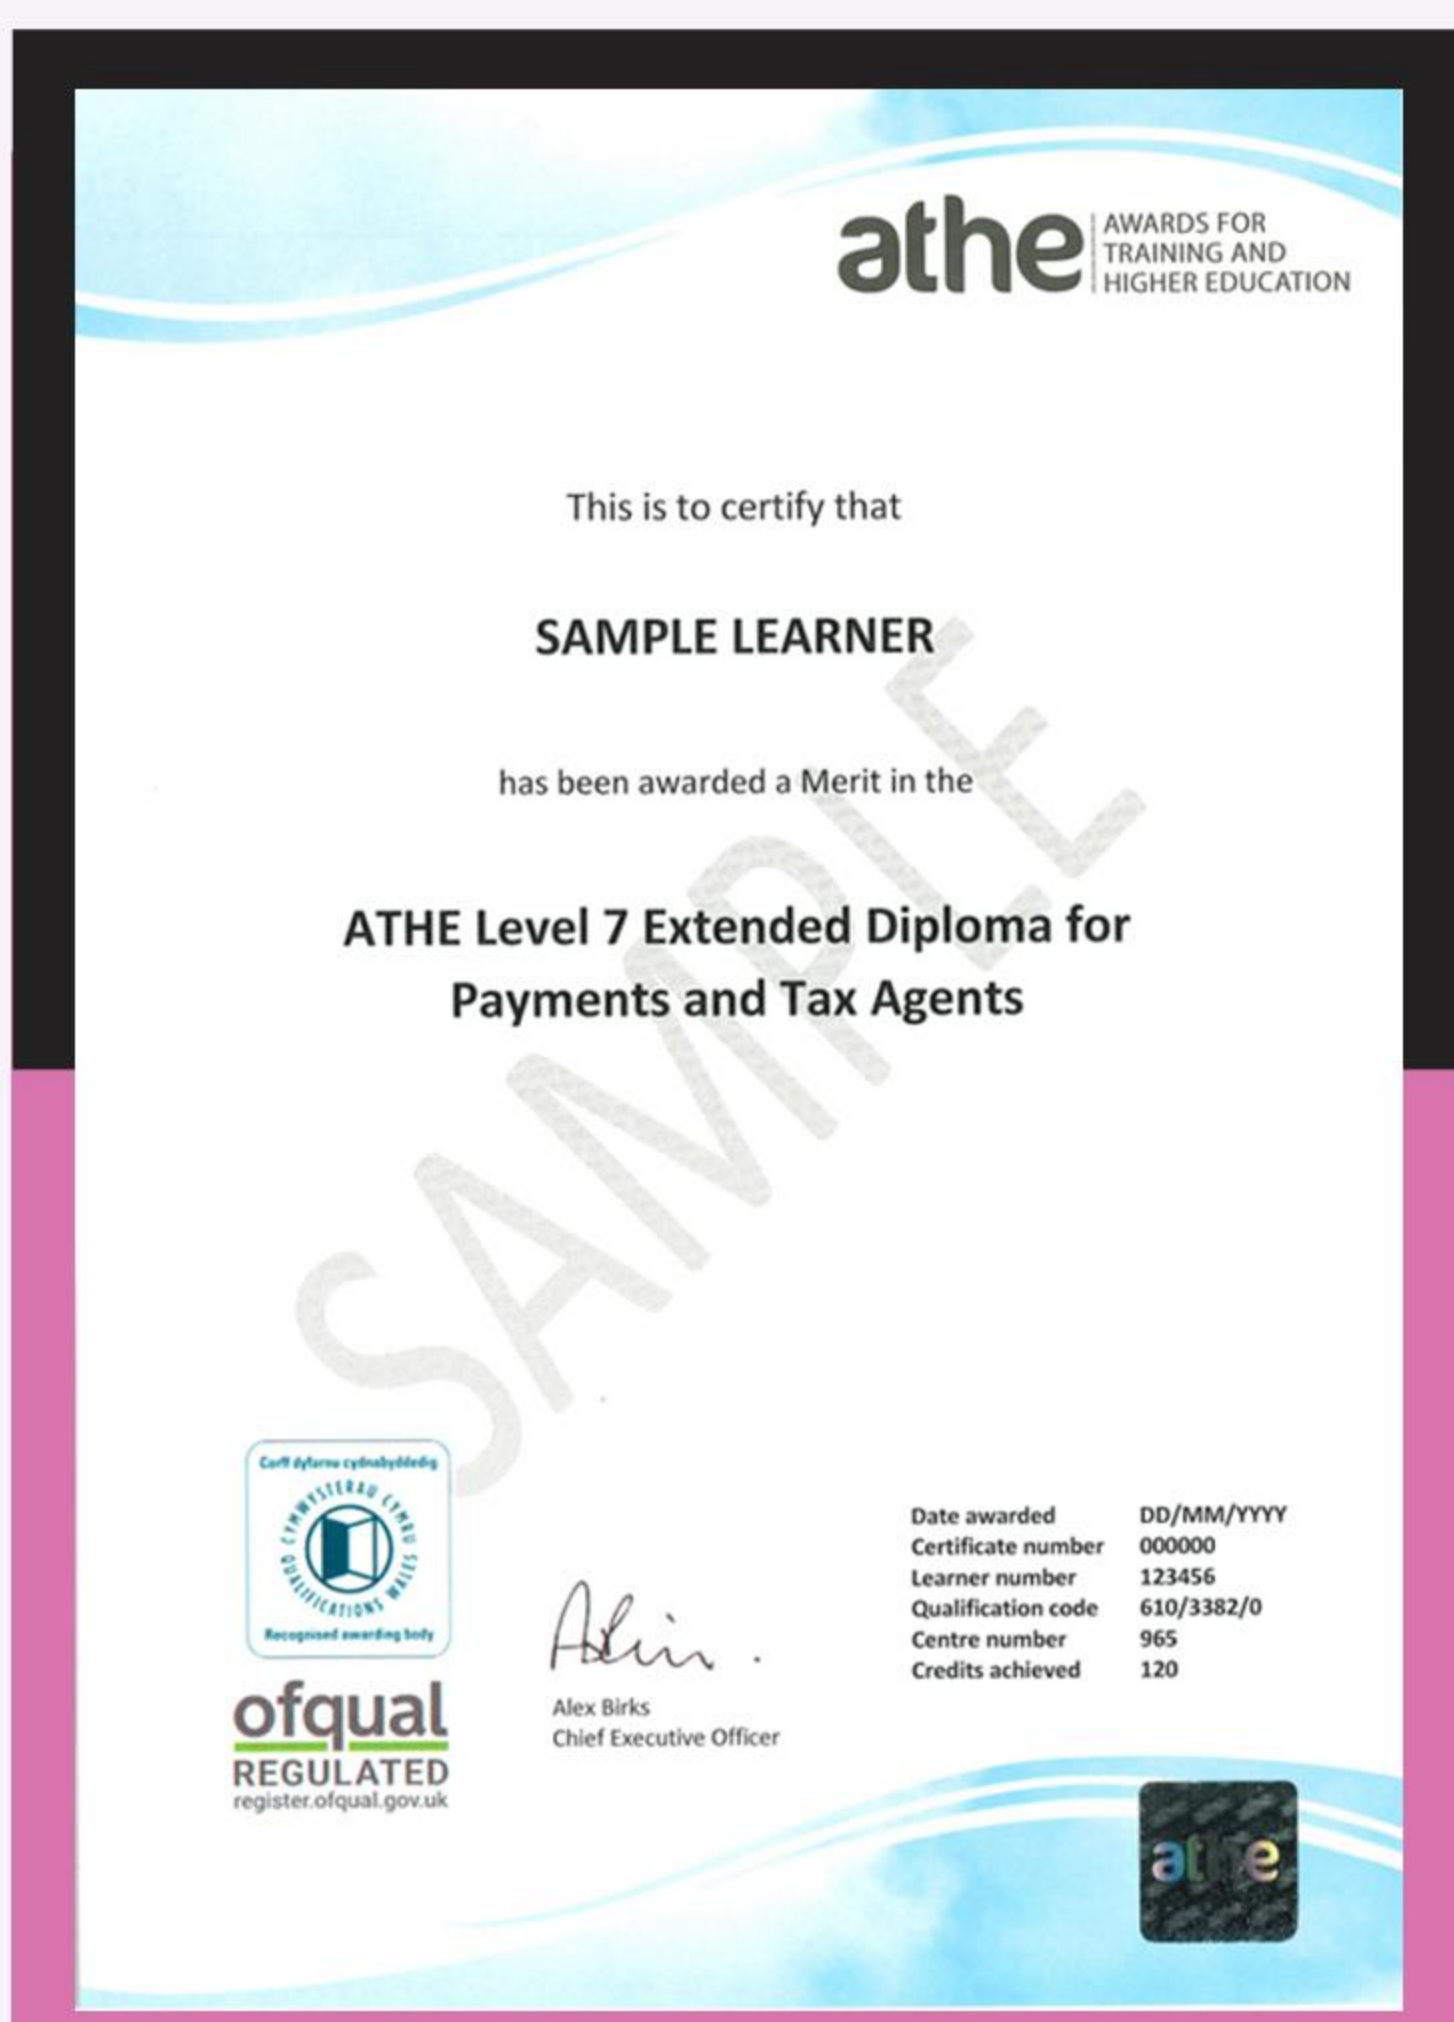 athe
AWARDS FOR
TRAINING AND
HIGHER EDUCATION
This is to certify that
SAMPLE LEARNER
has been awarded a Merit in the
ATHE Level 7 Extended Diploma for
Payments and Tax Agents
SAMPLE
Corff dyfarnu cydnabyddedig
CYMWYSTERAU CYMRU
QUALIFICATIONS WALES
Recognised awarding body
ofqual
REGULATED
register.ofqual.gov.uk
Alex Birks
Chief Executive Officer
Date awarded DD/MM/YYYY
Certificate number 000000
Learner number 123456
Qualification code 610/3382/0
Centre number 965
Credits achieved 120
athe